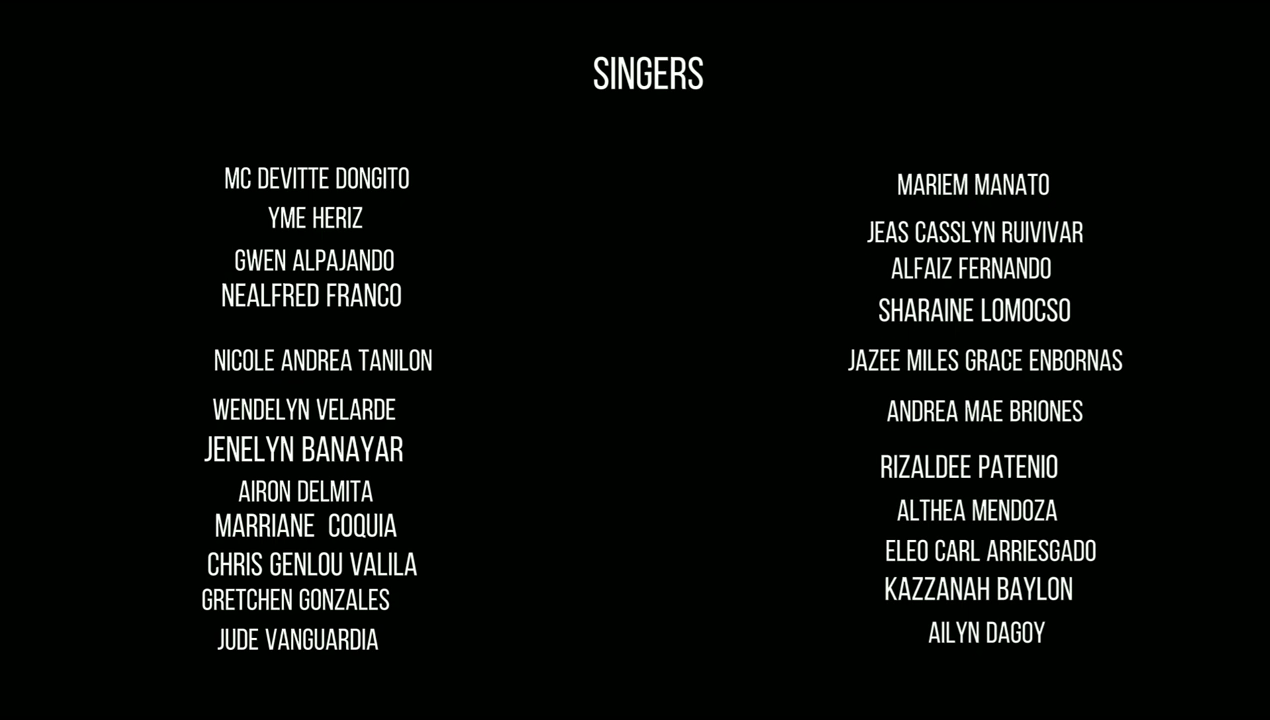 SINGERS
MC DEVITTE DONGITO
YME HERIZ
GWEN ALPAJANDO
NEALFRED FRANCO
NICOLE ANDREA TANILON
WENDELYN VELARDE
JENELYN BANAYAR
AIRON DELMITA
MARRIANE  COQUIA
CHRIS GENLOU VALILA
GRETCHEN GONZALES
JUDE VANGUARDIA
MARIEM MANATO
JEAS CASSLYN RUIVIVAR
ALFAIZ FERNANDO
SHARAINE LOMOCSO
JAZEE MILES GRACE ENBORNAS
ANDREA MAE BRIONES
RIZALDEE PATENIO
ALTHEA MENDOZA
ELEO CARL ARRIESGADO
KAZZANAH BAYLON
AILYN DAGOY